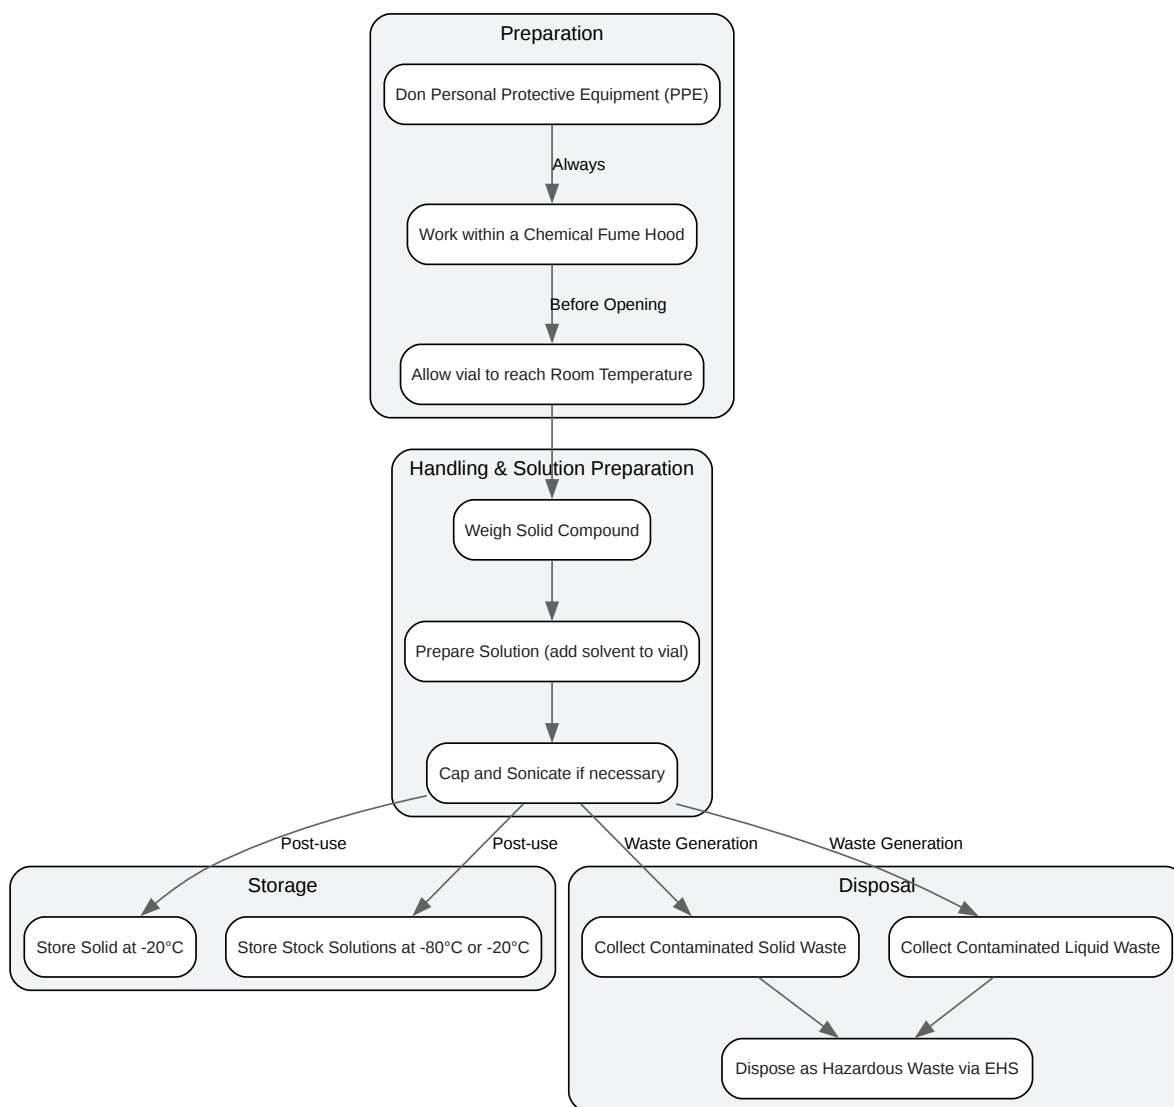 Preparation
Don Personal Protective Equipment (PPE)
Always
Work within a Chemical Fume Hood
Before Opening
Allow vial to reach Room Temperature
Handling & Solution Preparation
Weigh Solid Compound
Prepare Solution (add solvent to vial)
Cap and Sonicate if necessary
Post-use
Post-use
Waste Generation
Waste Generation
Storage
Disposal
Store Solid at -20°C
Store Stock Solutions at -80°C or -20°C
Collect Contaminated Solid Waste
Collect Contaminated Liquid Waste
Dispose as Hazardous Waste via EHS